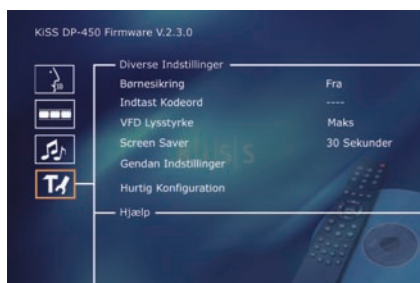 KiSS DP-450 Firmware V.2.3.0
Diverse Indstillinger
Børnesikring Fra
Indtast Kodeord ----
VFD Lysstyrke Maks
Screen Saver 30 Sekunder
Gendan Indstillinger
Hurtig Konfiguration
Hjælp